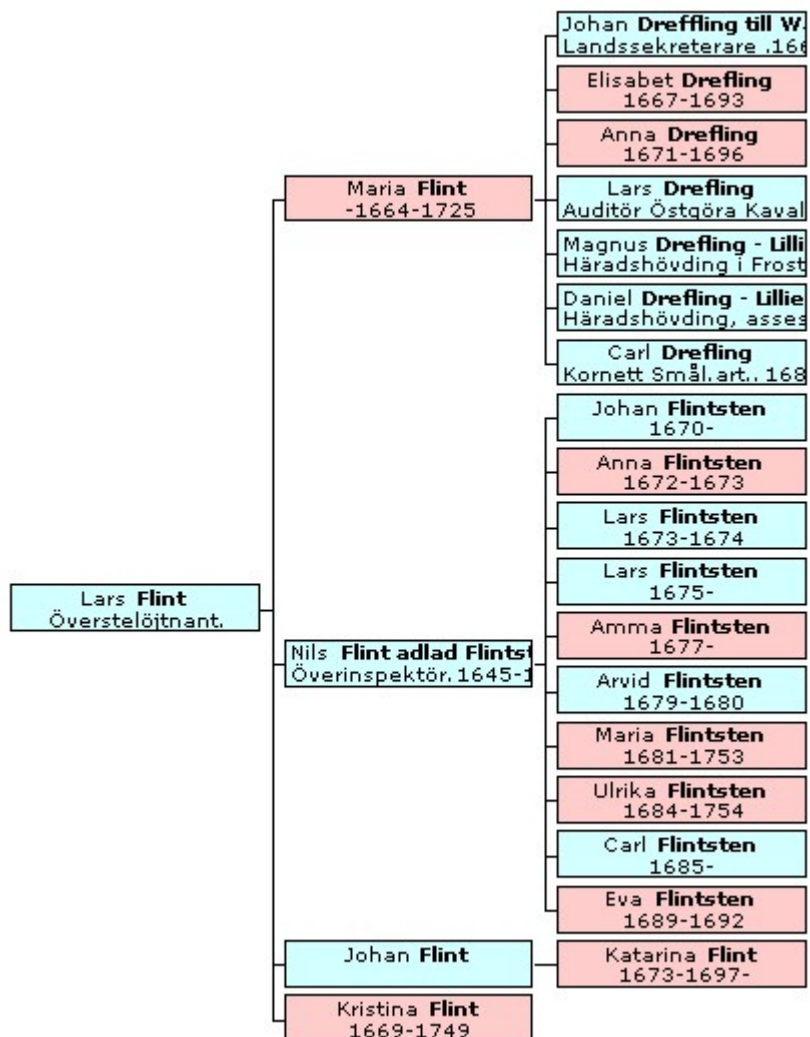 Johan Dreffling till W.
Landssekreterare .166
Elisabet Drefling
1667-1693
Anna Drefling
1671-1696
Maria Flint
-1664-1725
Lars Drefling
Auditör Östgöra Kaval
Magnus Drefling - Lilli
Häradshövding i Frost
Daniel Drefling - Lillie
Häradshövding, asses
Carl Drefling
Kornett Smål.art.. 168
Johan Flintsten
1670-
Anna Flintsten
1672-1673
Lars Flintsten
1673-1674
Lars Flintsten
1675-
Lars Flint
Överstelöjtnant.
Amma Flintsten
1677-
Nils Flint adlad Flintst
Överinspektör. 1645-1
Arvid Flintsten
1679-1680
Maria Flintsten
1681-1753
Ulrika Flintsten
1684-1754
Carl Flintsten
1685-
Eva Flintsten
1689-1692
Johan Flint
Katarina Flint
1673-1697-
Kristina Flint
1669-1749